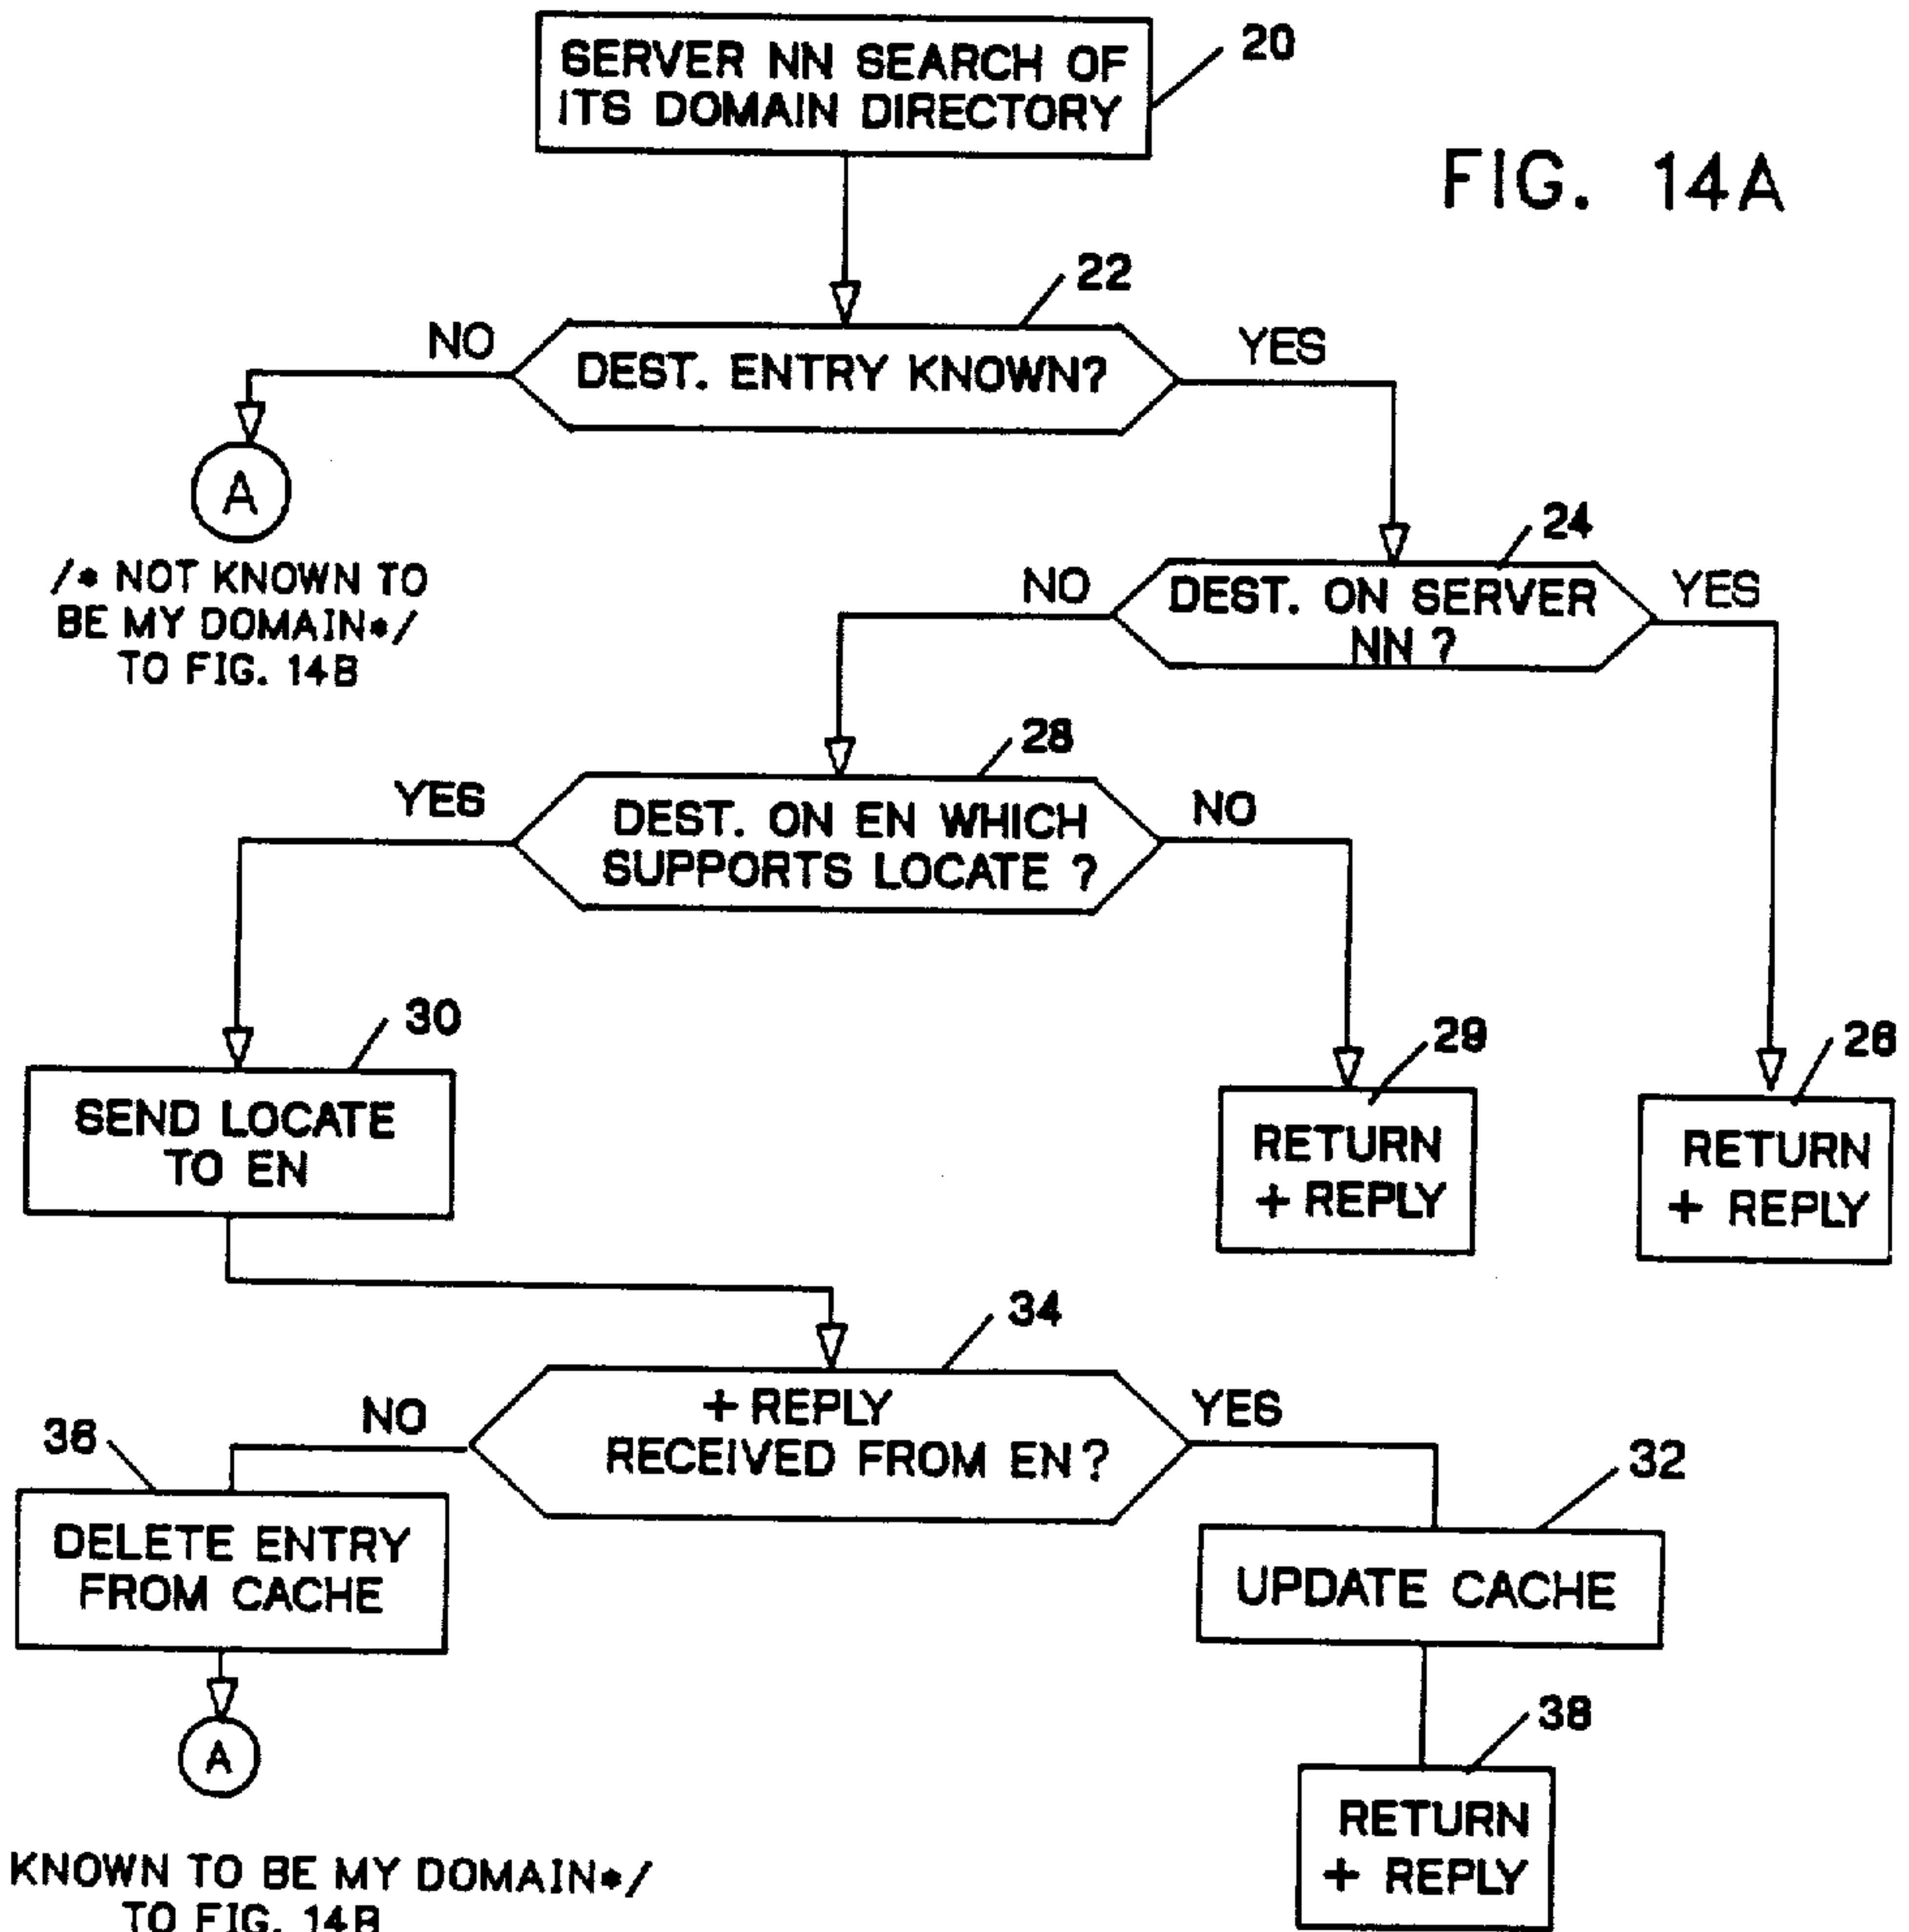 SERVER NN SEARCH OF
ITS DOMAIN DIRECTORY
20
FIG. 14A
22
NO
DEST. ENTRY KNOWN?
YES
A
/* NOT KNOWN TO
BE MY DOMAIN*/
TO FIG. 14B
24
NO
DEST. ON SERVER
NN ?
YES
28
YES
DEST. ON EN WHICH
SUPPORTS LOCATE ?
NO
30
SEND LOCATE
TO EN
29
RETURN
+ REPLY
26
RETURN
+ REPLY
34
NO
+ REPLY
RECEIVED FROM EN?
YES
36
DELETE ENTRY
FROM CACHE
32
UPDATE CACHE
A
38
RETURN
+ REPLY
KNOWN TO BE MY DOMAIN*/
TO FIG. 14B